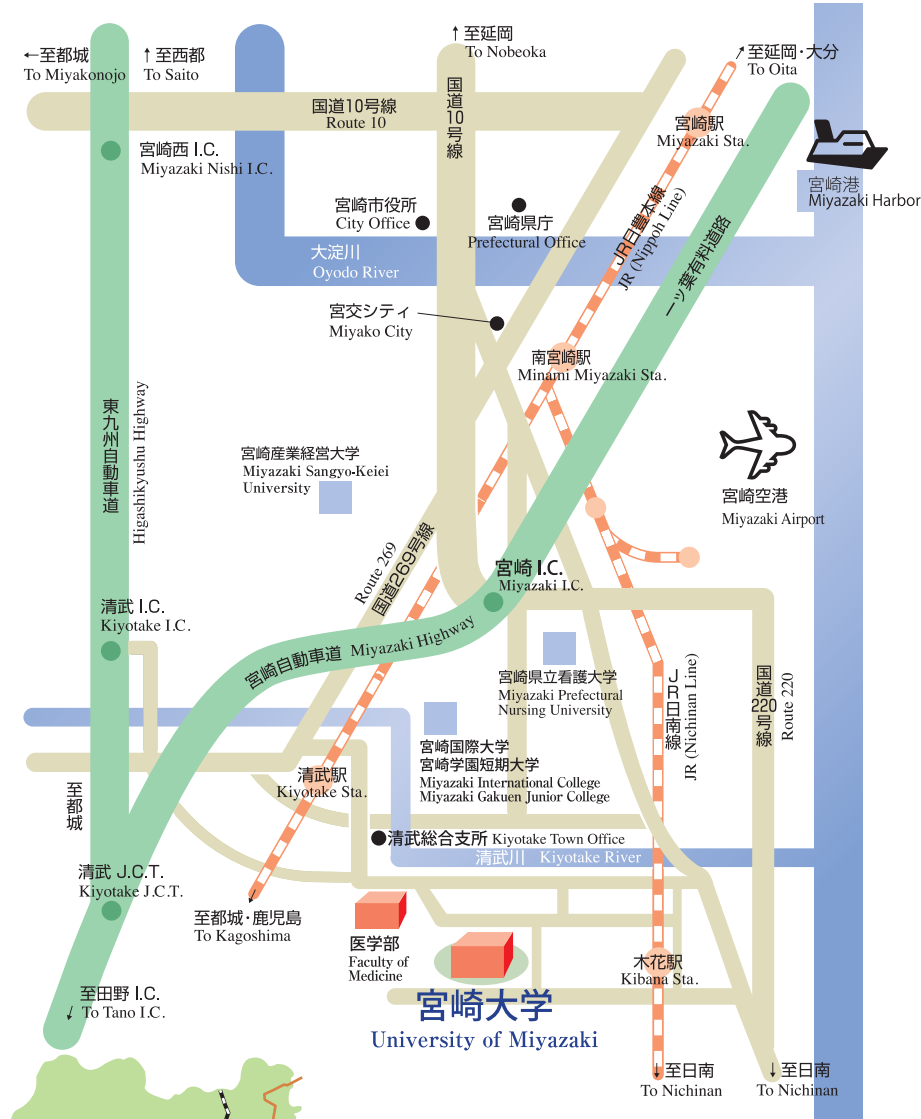 ←至都城
To Miyakonojo
↑至西都
To Saito
↑至延岡
To Nobeoka
↗至延岡・大分
To Oita
国道10号線
Route 10
国道10号線
宮崎駅
Miyazaki Sta.
宮崎西 I.C.
Miyazaki Nishi I.C.
宮崎港
Miyazaki Harbor
宮崎市役所
City Office
宮崎県庁
Prefectural Office
JR日豊本線
JR (Nippoh Line)
大淀川
Oyodo River
一ッ葉有料道路
宮交シティ
Miyako City
南宮崎駅
Minami Miyazaki Sta.
東九州自動車道
Higashikyushu Highway
宮崎産業経営大学
Miyazaki Sangyo-Keiei
University
宮崎空港
Miyazaki Airport
Route 269
国道269号線
宮崎 I.C.
Miyazaki I.C.
清武 I.C.
Kiyotake I.C.
宮崎自動車道 Miyazaki Highway
宮崎県立看護大学
Miyazaki Prefectural
Nursing University
JR日南線
JR (Nichinan Line)
国道220号線
Route 220
宮崎国際大学
宮崎学園短期大学
Miyazaki International College
Miyazaki Gakuen Junior College
清武駅
Kiyotake Sta.
至都城
清武総合支所 Kiyotake Town Office
清武川 Kiyotake River
清武 J.C.T.
Kiyotake J.C.T.
至都城・鹿児島
To Kagoshima
医学部
Faculty of
Medicine
木花駅
Kibana Sta.
至田野 I.C.
↓To Tano I.C.
宮崎大学
University of Miyazaki
↓至日南
To Nichinan
↓至日南
To Nichinan